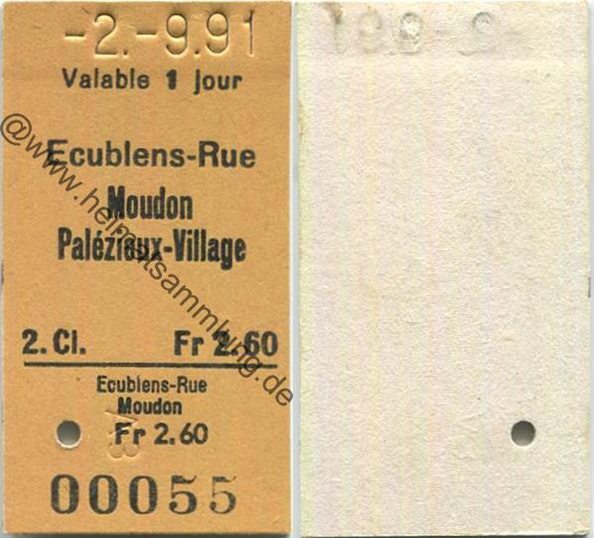 -2.-9.91
Valable 1 jour
Ecublens-Rue
Moudon
Palézieux-Village
2. Cl. Fr 2.60
Ecublens-Rue
Moudon
Fr 2.60
00055
@www.heimatsammlung.de